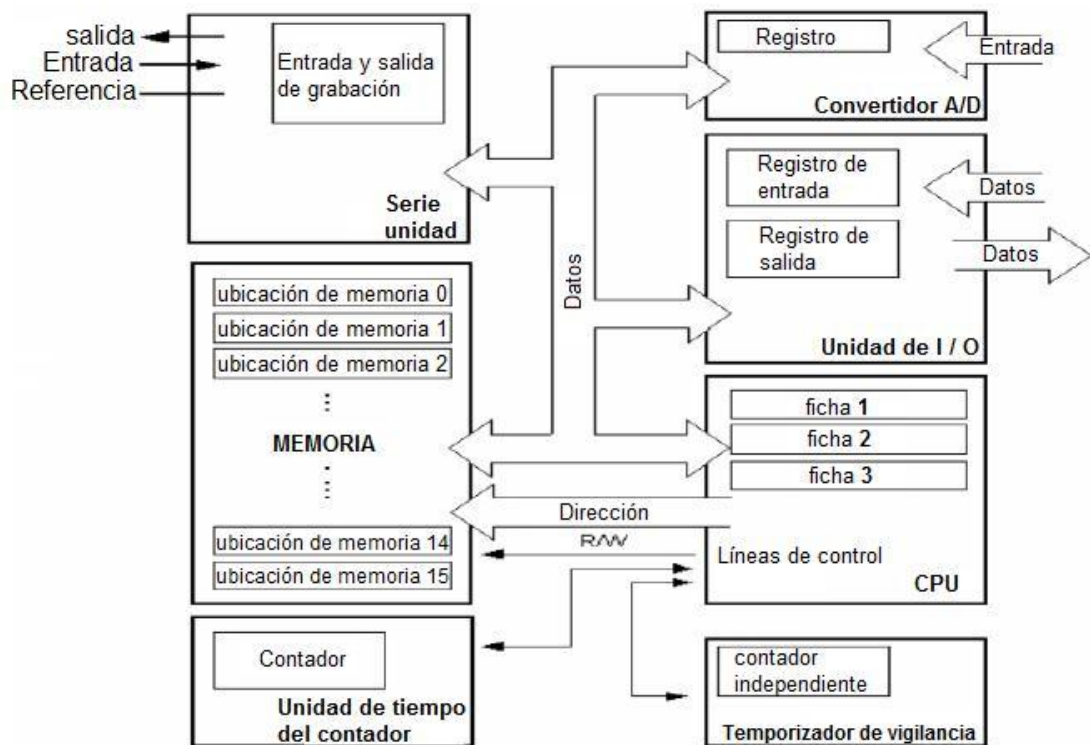 salida
Entrada
Referencia
Entrada y salida
de grabación
Serie
unidad
ubicación de memoria 0
ubicación de memoria 1
ubicación de memoria 2
MEMORIA
ubicación de memoria 14
ubicación de memoria 15
Contador
Unidad de tiempo
del contador
Datos
Dirección
R/W
Registro
Entrada
Convertidor A/D
Registro de
entrada
Datos
Registro de
salida
Datos
Unidad de I / O
ficha 1
ficha 2
ficha 3
Líneas de control
CPU
contador
independiente
Temporizador de vigilancia